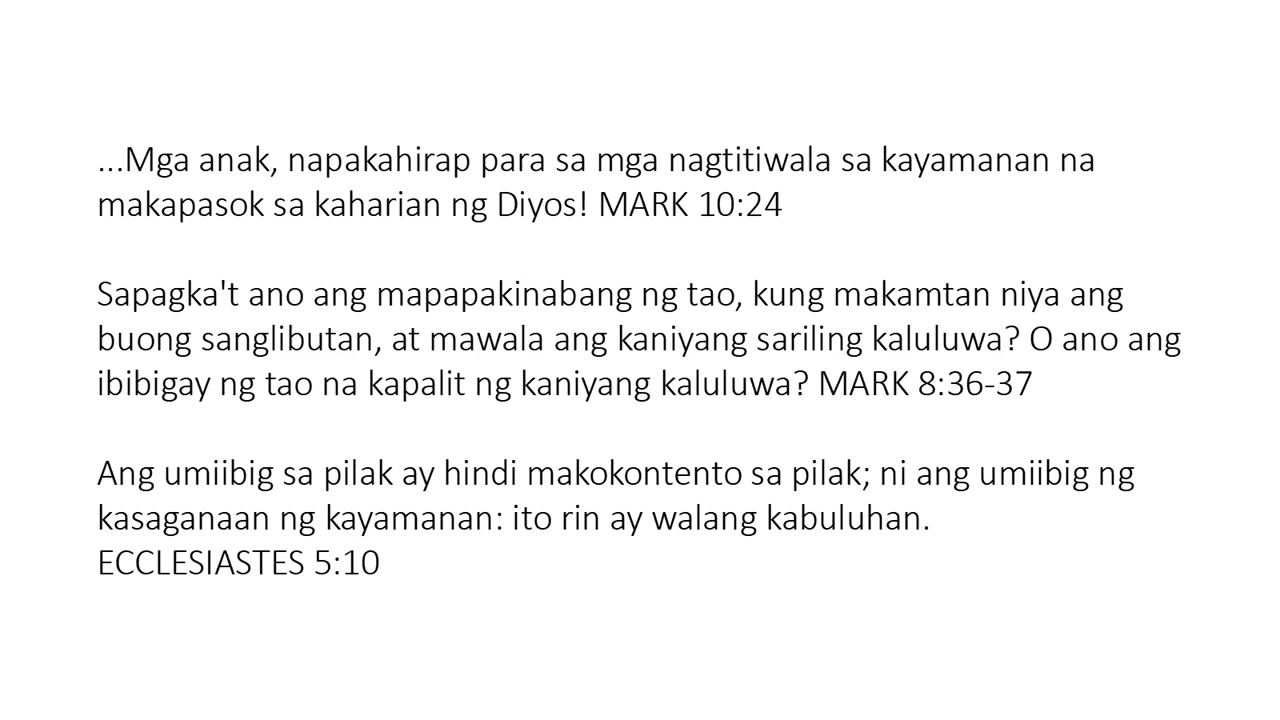 ...Mga anak, napakahirap para sa mga nagtitiwala sa kayamanan na
makapasok sa kaharian ng Diyos! MARK 10:24
Sapagka't ano ang mapapakinabang ng tao, kung makamtan niya ang
buong sanglibutan, at mawala ang kaniyang sariling kaluluwa? O ano ang
ibibigay ng tao na kapalit ng kaniyang kaluluwa? MARK 8:36-37
Ang umiibig sa pilak ay hindi makokontento sa pilak; ni ang umiibig ng
kasaganaan ng kayamanan: ito rin ay walang kabuluhan.
ECCLESIASTES 5:10